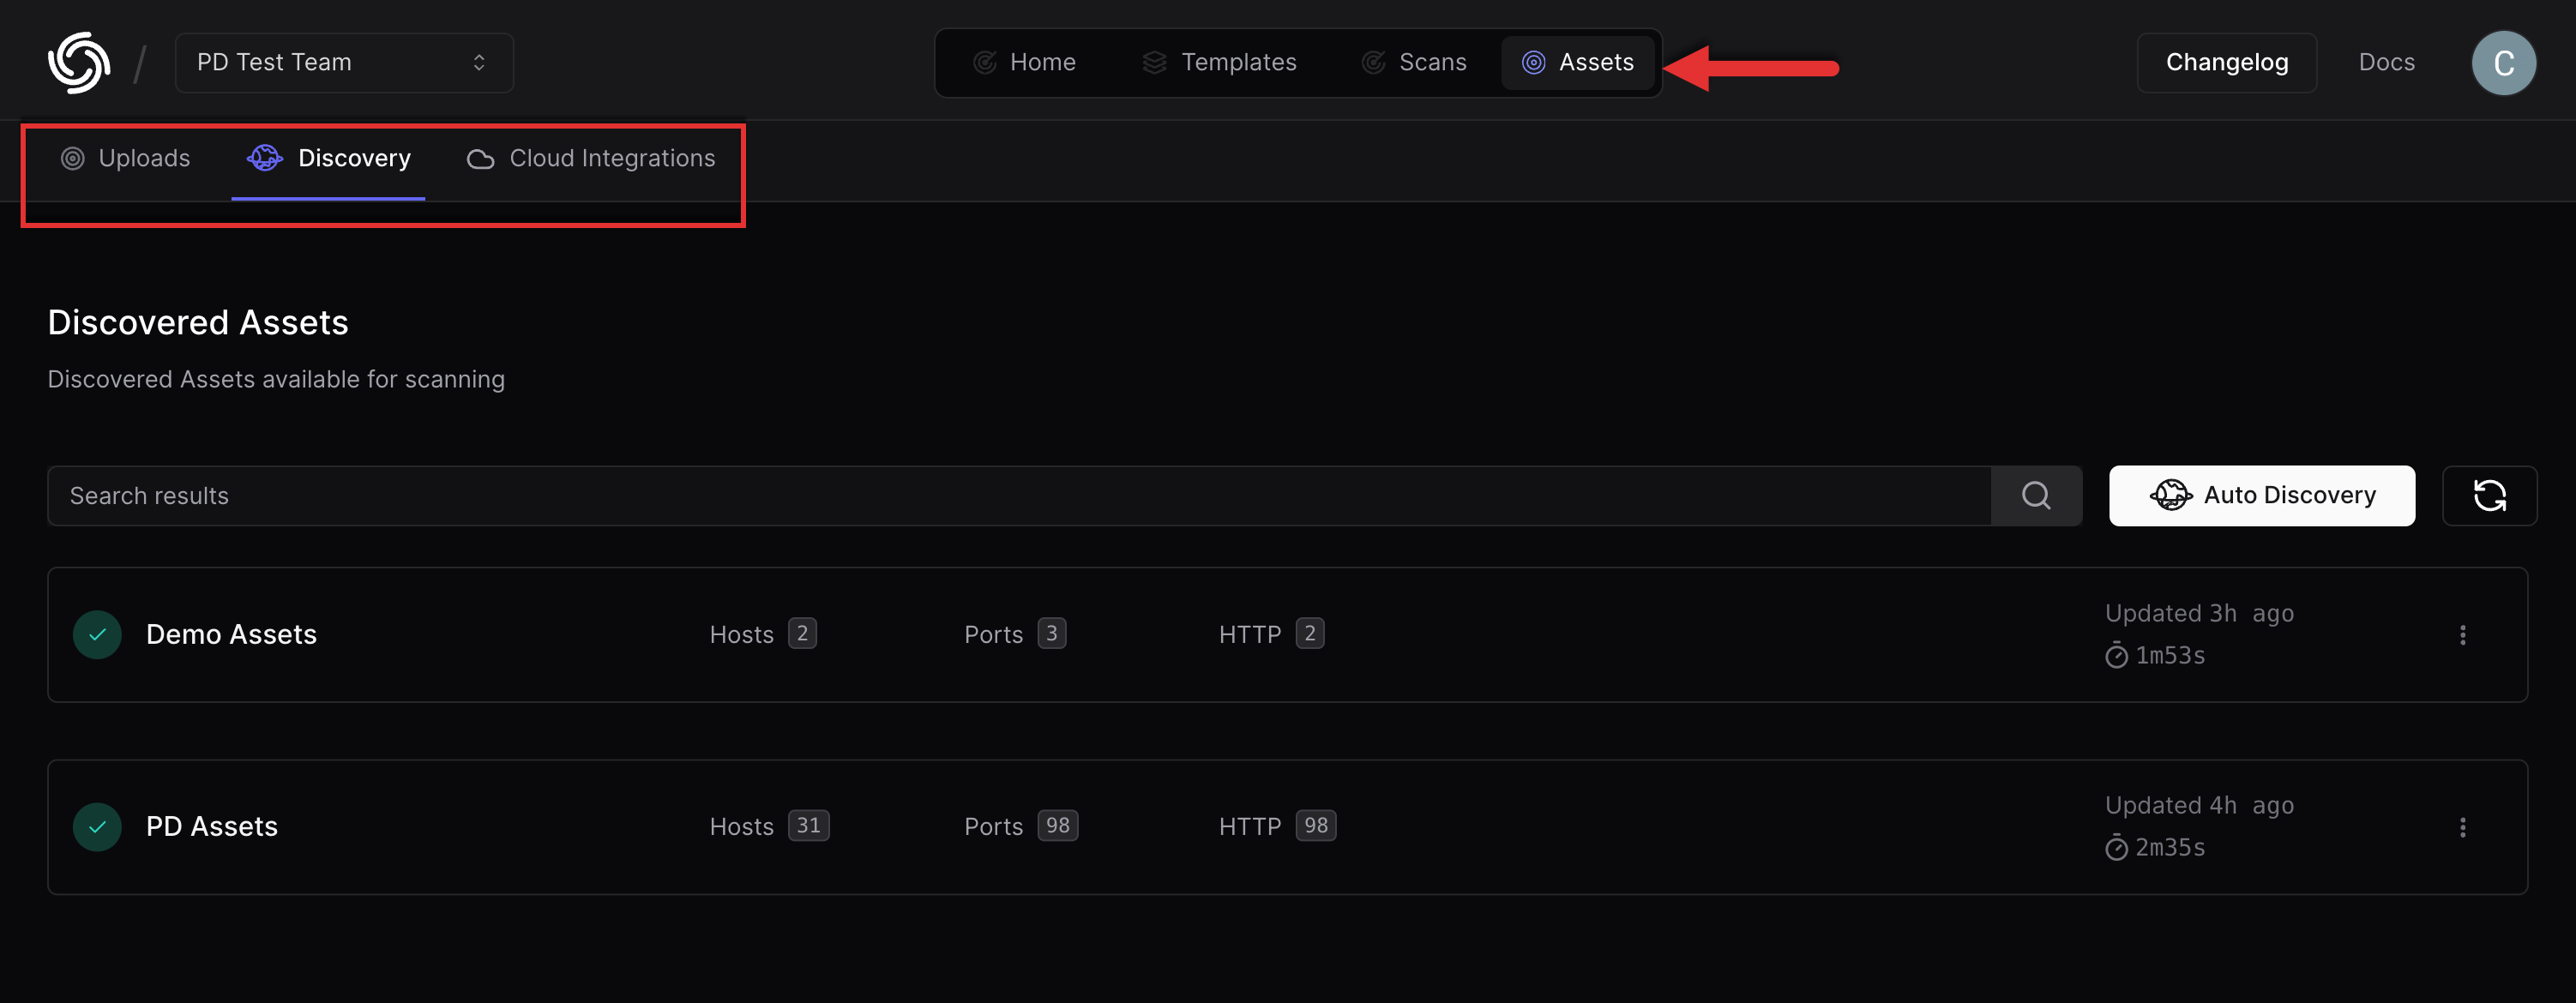 / PD Test Team Home Templates Scans Assets Changelog Docs C
Uploads Discovery Cloud Integrations
Discovered Assets
Discovered Assets available for scanning
Search results Auto Discovery
Demo Assets Hosts 2 Ports 3 HTTP 2 Updated 3h ago
1m53s
PD Assets Hosts 31 Ports 98 HTTP 98 Updated 4h ago
2m35s